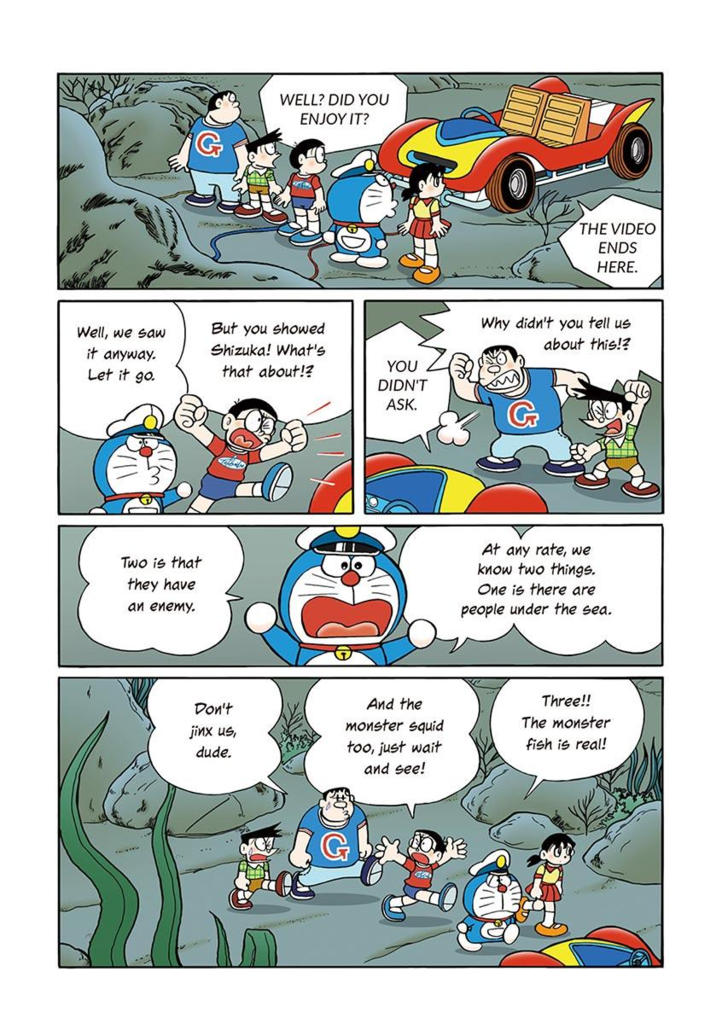 WELL? DID YOU
ENJOY IT?
G
THE VIDEO
ENDS
HERE.
Well, we saw
it anyway.
Let it go.
But you showed
Shizuka! What's
that about!?
Why didn't you tell us
about this!?
YOU
DIDN'T
ASK.
G
Two is that
they have
an enemy.
At any rate, we
know two things.
One is there are
people under the sea.
Don't
jinx us,
dude.
And the
monster squid
too, just wait
and see!
Three!!
The monster
fish is real!
G